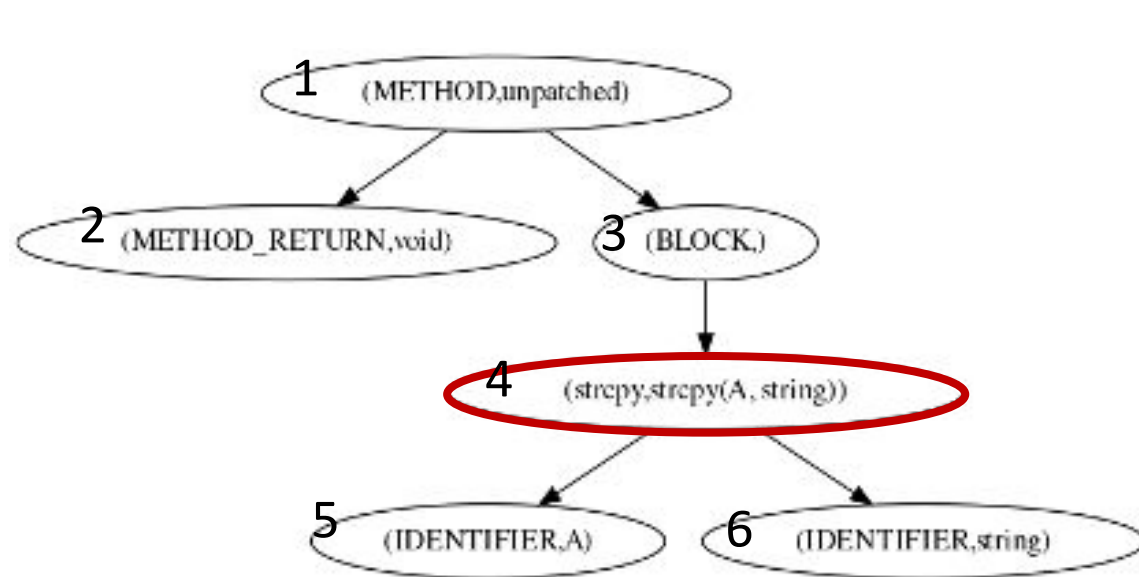 1 (METHOD,unpatched)
2 (METHOD_RETURN,void)
3 (BLOCK,)
4 (strcpy,strcpy(A, string))
5 (IDENTIFIER,A)
6 (IDENTIFIER,string)